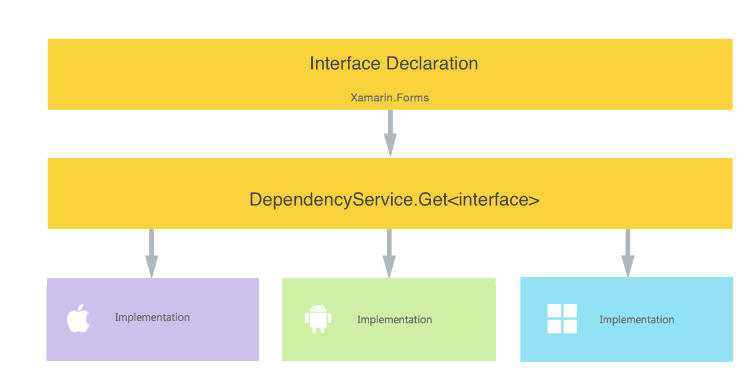 Interface Declaration
Xamarin.Forms
DependencyService.Get<interface>
Implementation
Implementation
Implementation